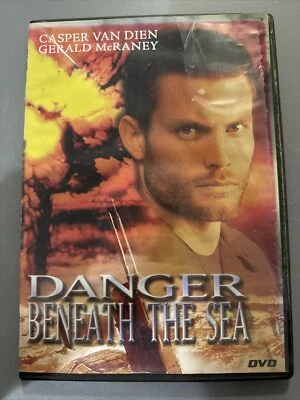 CASPER VAN DIEN
GERALD McRANEY
DANGER
BENEATH THE SEA
DVD